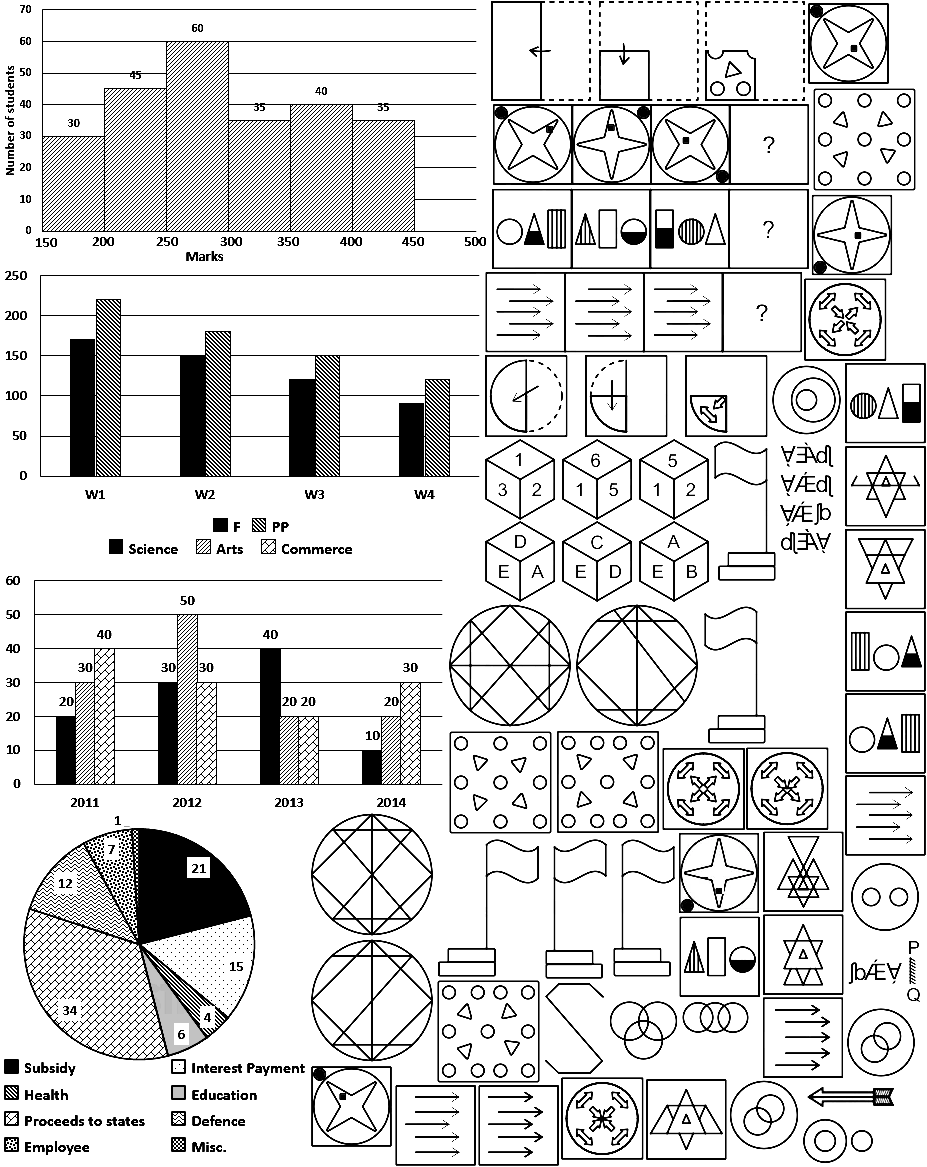 Number of students
70
60
50
40
30
20
10
0
30
45
60
35
40
35
150 200 250 300 350 400 450 500
Marks
250
200
150
100
50
0
W1 W2 W3 W4
F PP
Science Arts Commerce
60
50
40
30
20
10
0
20 30 40
30 50 30
40 20 20
10 20 30
2011 2012 2013 2014
1
7
12
21
15
4
6
34
Subsidy Interest Payment
Health Education
Proceeds to states Defence
Employee Misc.
?
?
?
1 3 2
6 1 5
5 1 2
D E A
C E D
A E B
P
Q